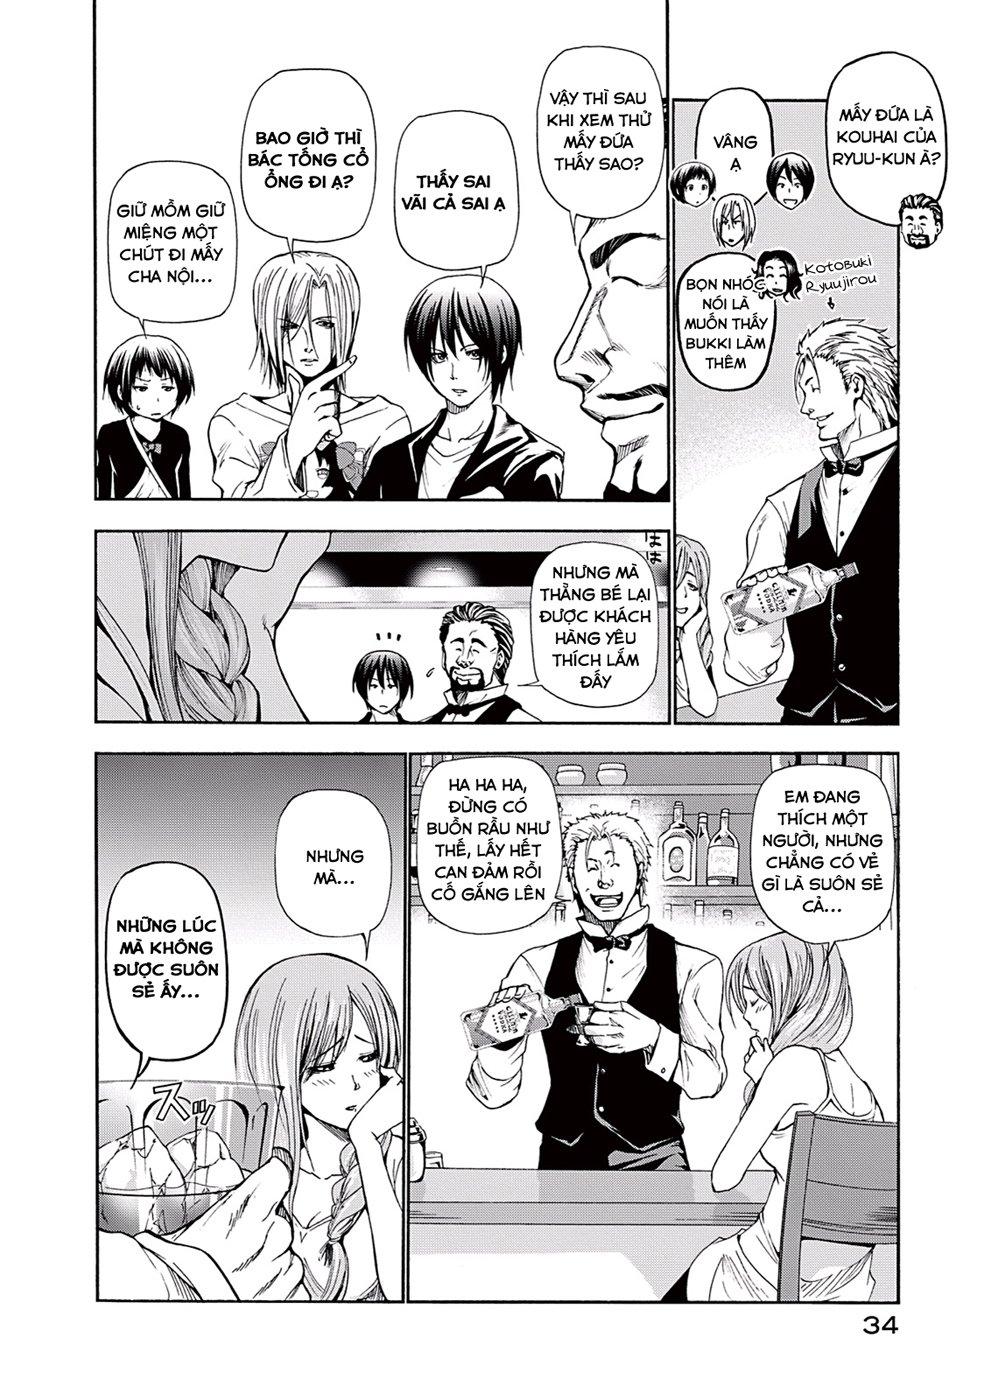 MẤY ĐỨA LÀ
KOUHAI CỦA
RYUU-KUN À?
VÂNG
Ạ
BỌN NHÓC
NÓI LÀ
MUỐN THẤY
BUKKI LÀM
THÊM
KOTOBUKI
RYUUJIROU
VẬY THÌ SAU
KHI XEM THỬ
MẤY ĐỨA
THẤY SAO?
THẤY SAI
VÃI CẢ SAI Ạ
BAO GIỜ THÌ
BÁC TỐNG CỔ
ỔNG ĐI Ạ?
GIỮ MỒM GIỮ
MIỆNG MỘT
CHÚT ĐI MẤY
CHA NỘI...
はは
NHƯNG MÀ
THẰNG BÉ LẠI
ĐƯỢC KHÁCH
HÀNG YÊU
THÍCH LẮM
ĐẤY
EM ĐANG
THÍCH MỘT
NGƯỜI, NHƯNG
CHẲNG CÓ VẺ
GÌ LÀ SUÔN SẺ
CẢ...
HA HA HA,
ĐỪNG CÓ
BUỒN RẦU NHƯ
THẾ, LẤY HẾT
CAN ĐẢM RỒI
CỐ GẮNG LÊN
NHƯNG
MÀ...
NHỮNG LÚC
MÀ KHÔNG
ĐƯỢC SUÔN
SẺ ẤY...
スッ
34